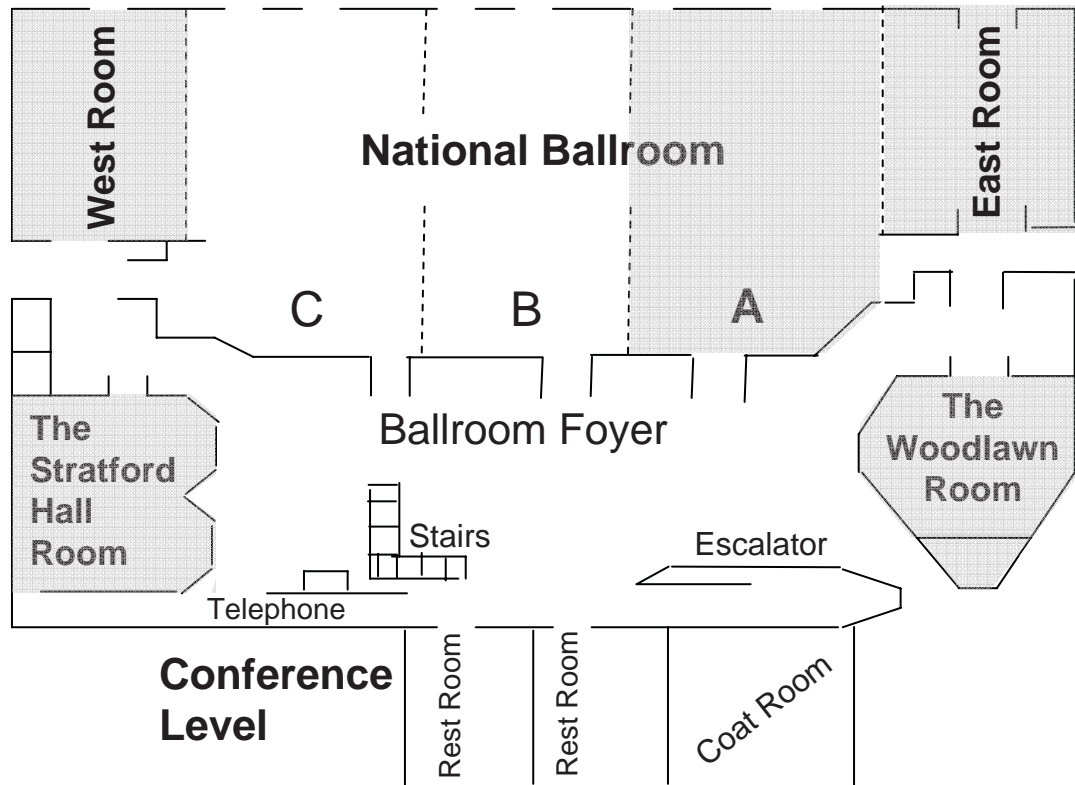 West Room
National Ballroom
East Room
C
B
A
Ballroom Foyer
The
Stratford
Hall
Room
The
Woodlawn
Room
Stairs
Escalator
Telephone
Conference
Level
Rest Room
Rest Room
Coat Room